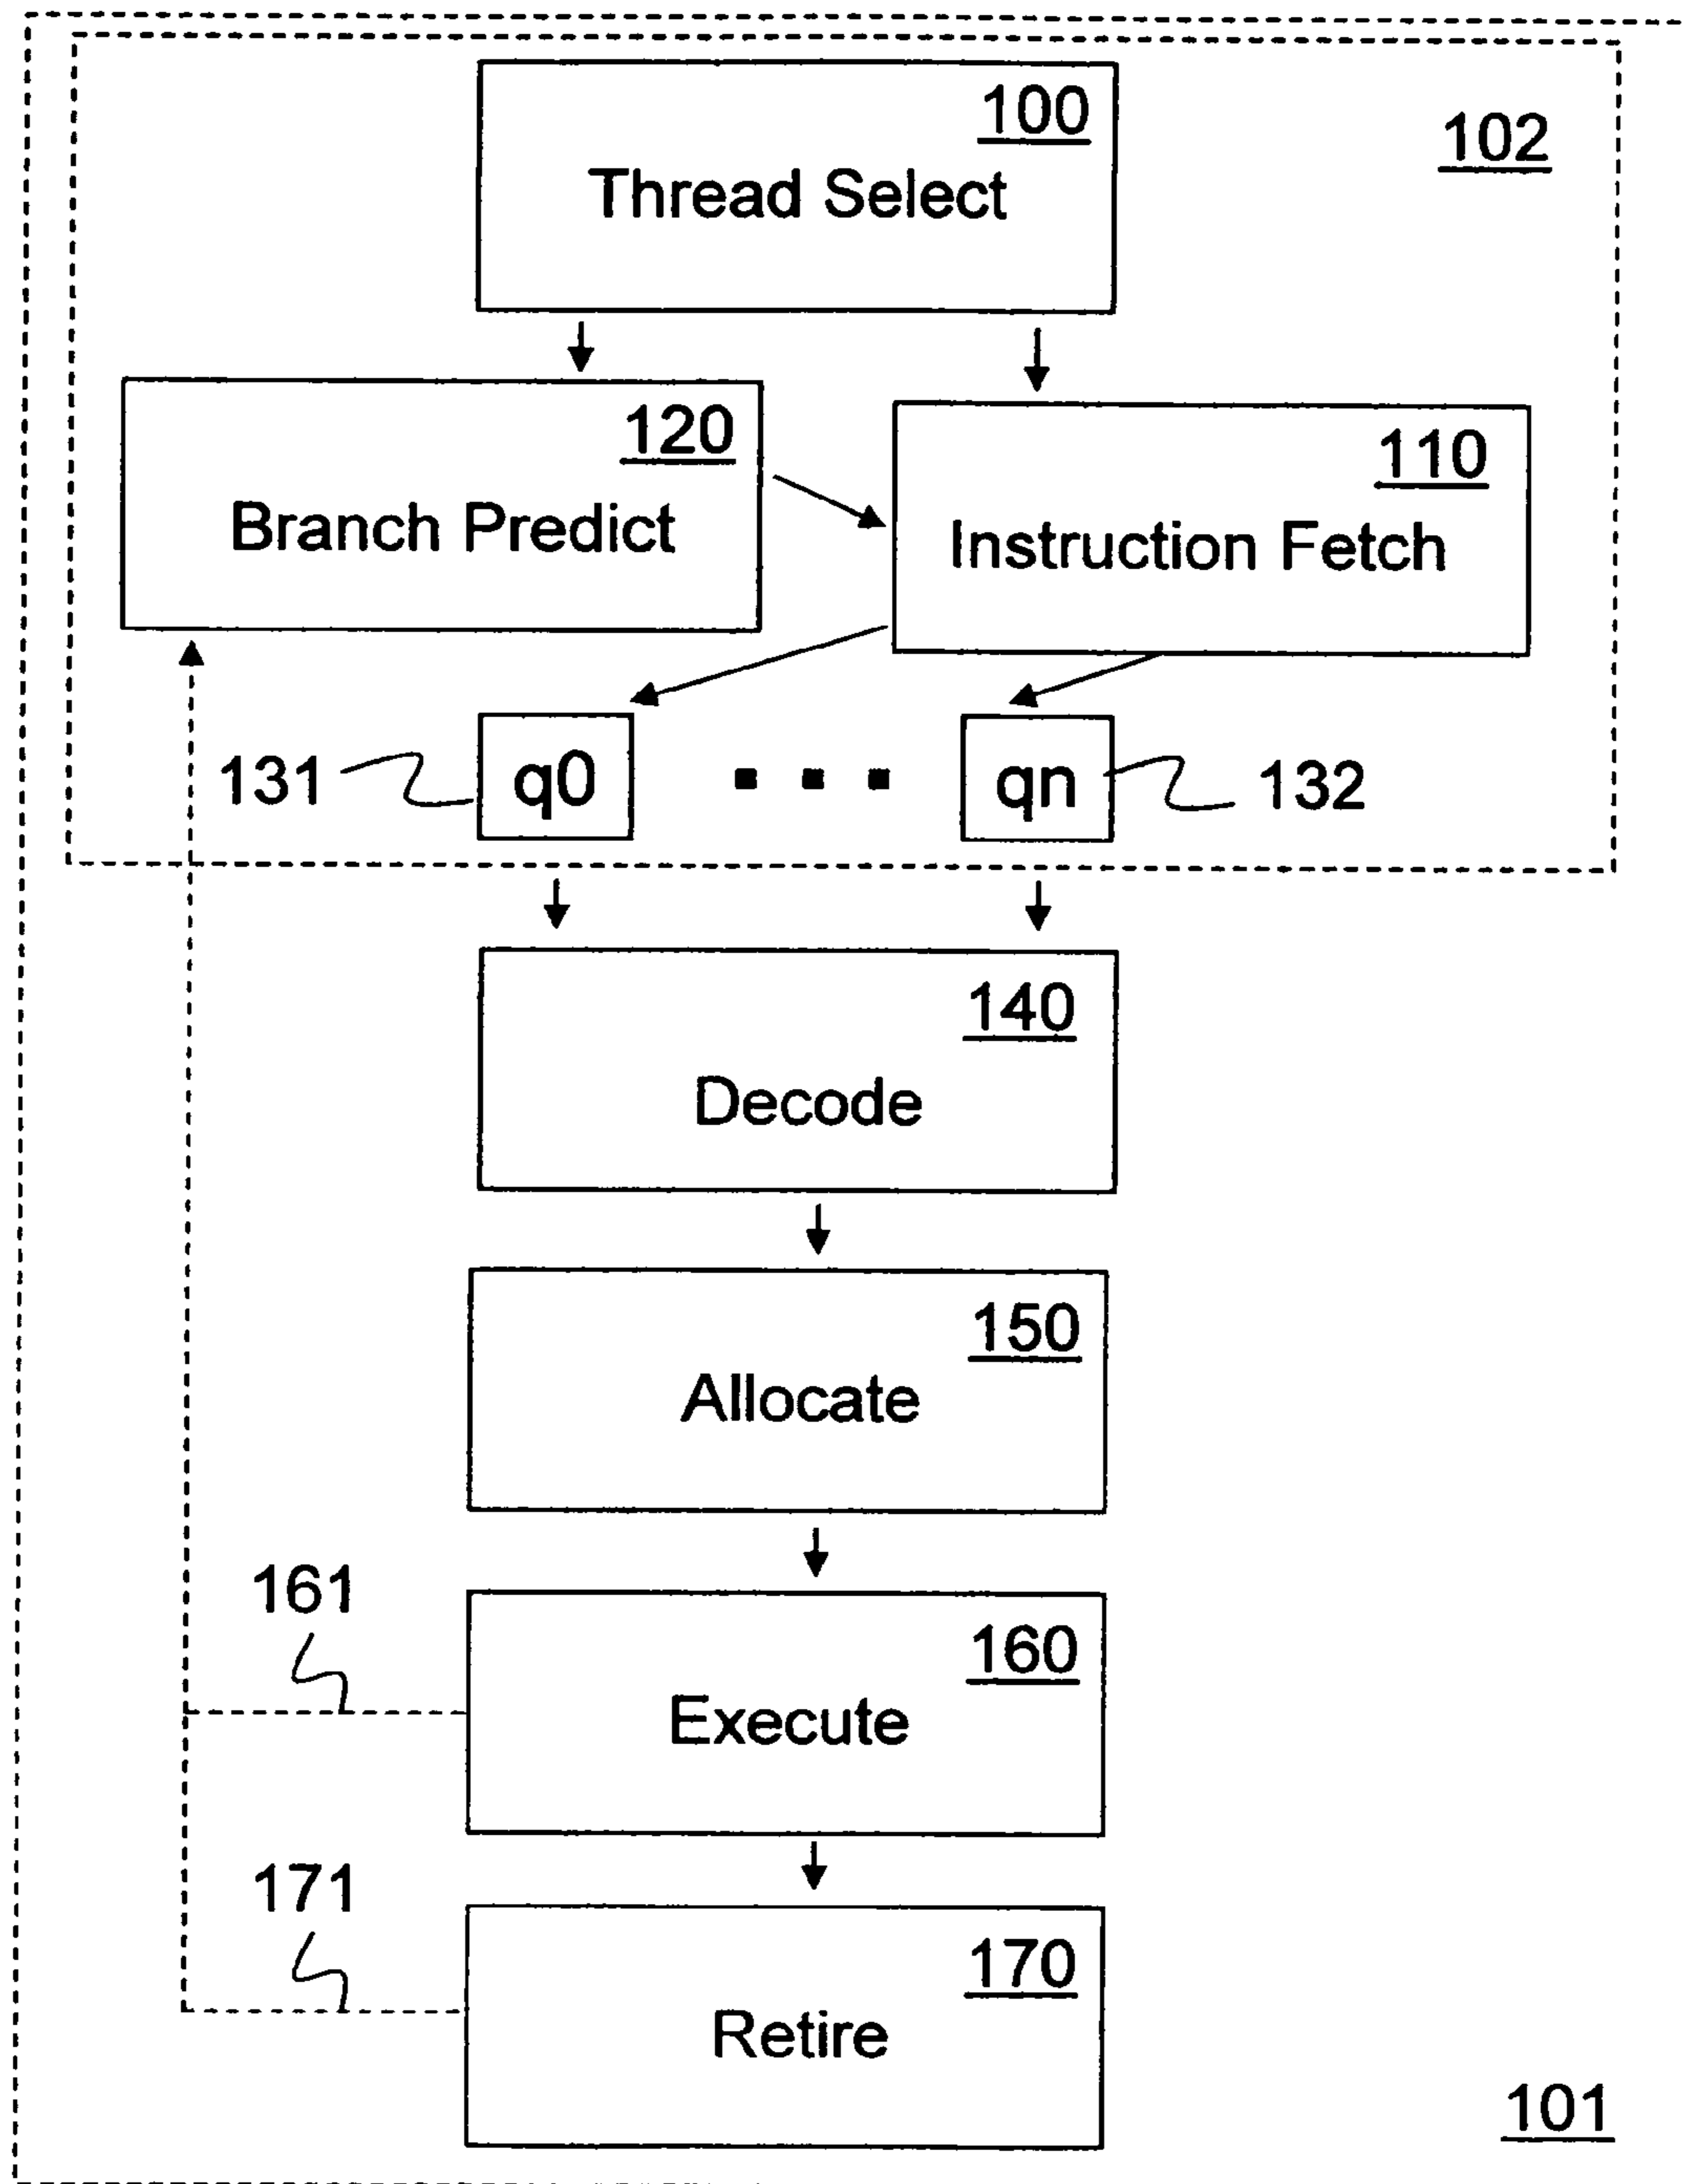 100
Thread Select
102
120
Branch Predict
110
Instruction Fetch
131
q0
qn
132
140
Decode
150
Allocate
161
160
Execute
171
170
Retire
101